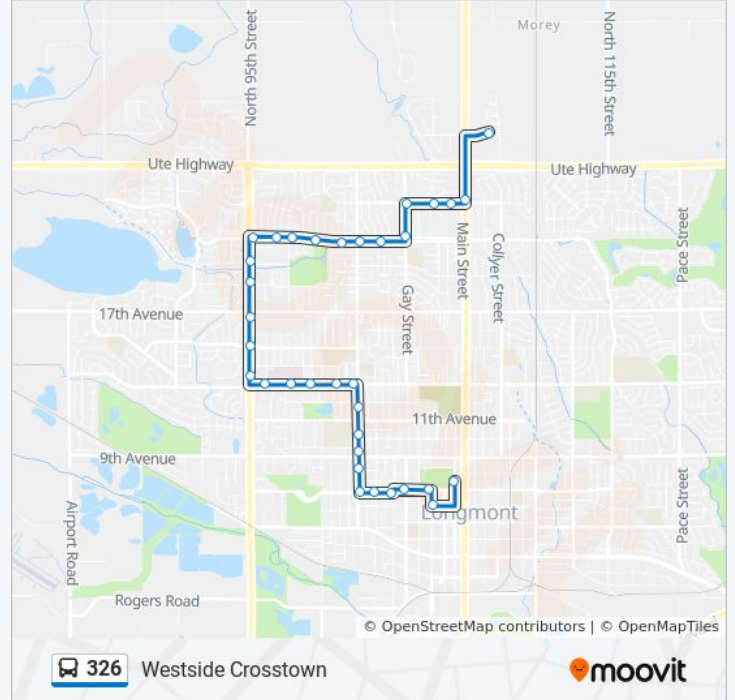 Morey
North 95th Street
North 115th Street
Ute Highway
Ute Highway
Main Street
Collyer Street
Pace Street
Gay Street
17th Avenue
11th Avenue
9th Avenue
Longmont
Airport Road
Pace Street
Rogers Road
© OpenStreetMap contributors | © OpenMapTiles
326 Westside Crosstown
moovit